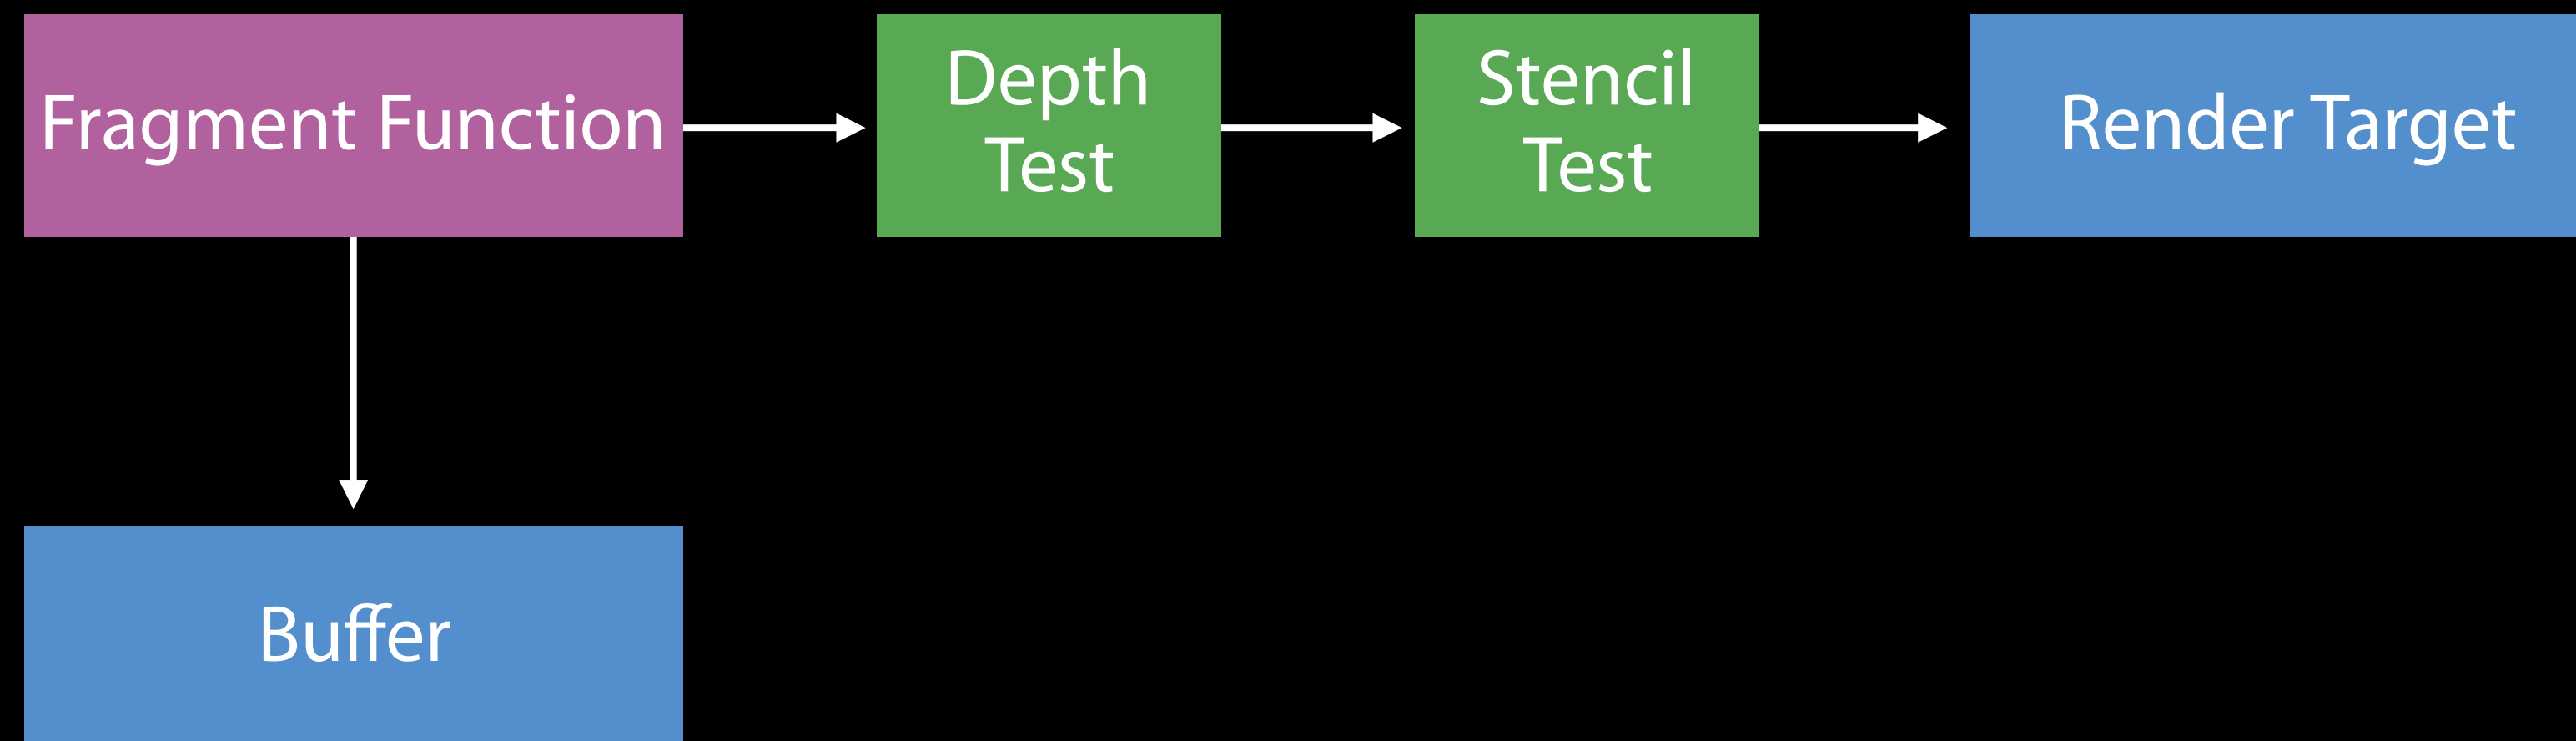 Fragment Function
Depth
Test
Stencil
Test
Render Target
Buffer